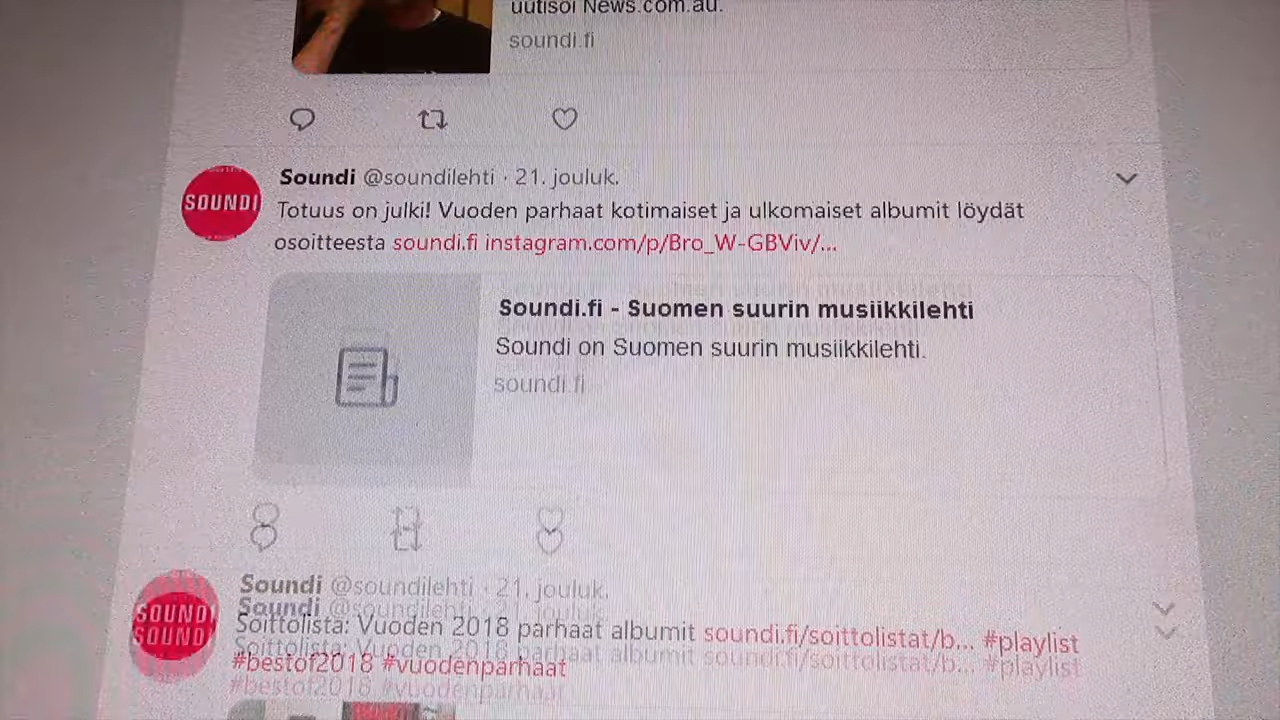 uutisoi News.com.au.
soundi.fi
SOUNDI
Soundi @soundilehti · 21. jouluk.
Totuus on julki! Vuoden parhaat kotimaiset ja ulkomaiset albumit löydät
osoitteesta soundi.fi instagram.com/p/Bro_W-GBViv/...
Soundi.fi - Suomen suurin musiikkilehti
Soundi on Suomen suurin musiikkilehti.
soundi.fi
SOUNDI
Soundi @soundilehti · 21. jouluk.
Soittolista: Vuoden 2018 parhaat albumit soundi.fi/soittolistat/b... #playlist
#bestof2018 #vuodenparhaat